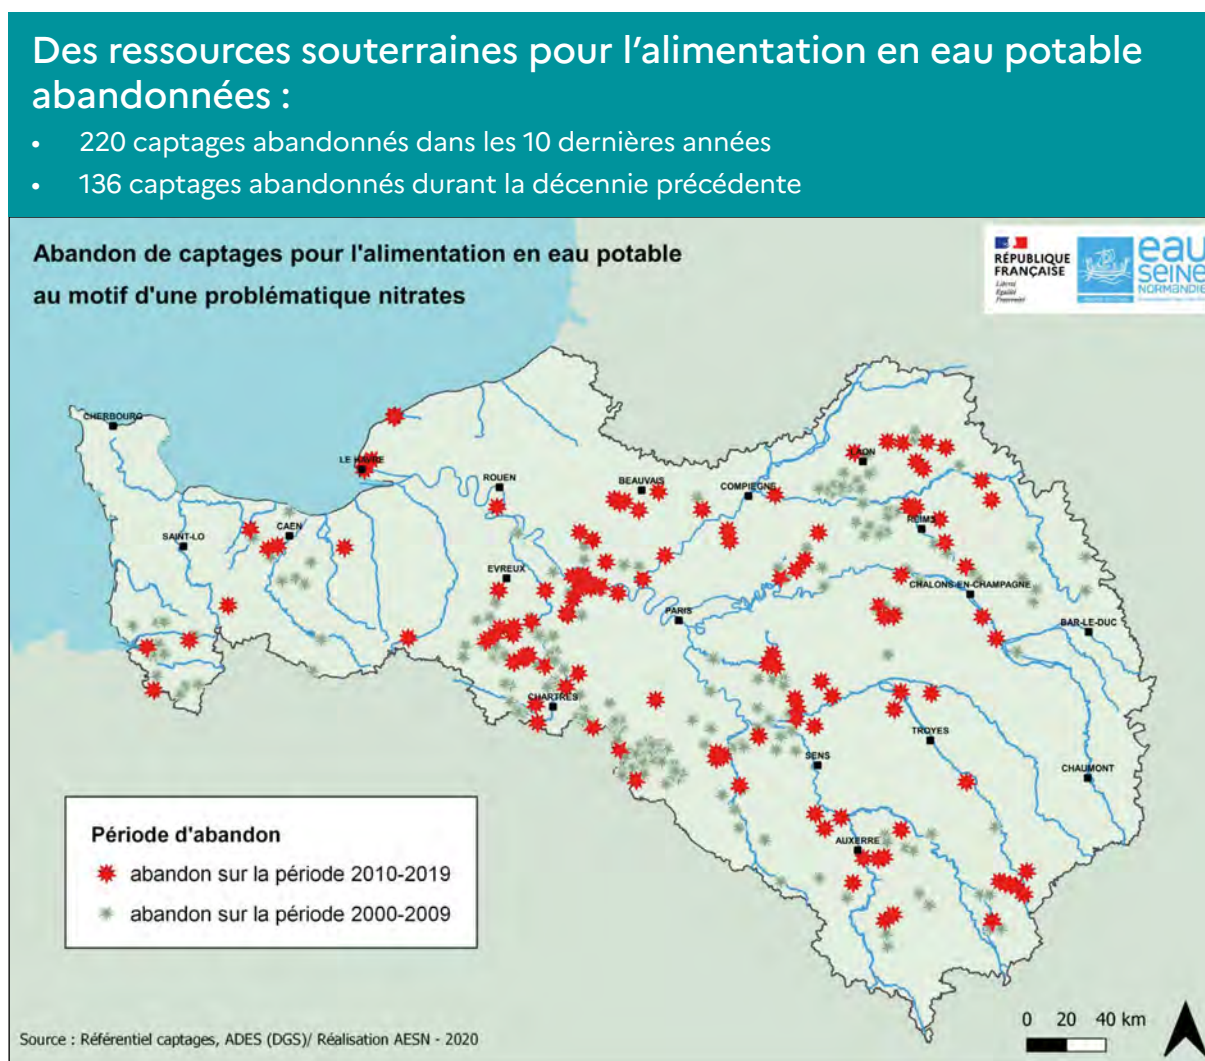 Des ressources souterraines pour l’alimentation en eau potable
abandonnées :
• 220 captages abandonnés dans les 10 dernières années
• 136 captages abandonnés durant la décennie précédente
Abandon de captages pour l'alimentation en eau potable
au motif d'une problématique nitrates
RÉPUBLIQUE
FRANÇAISE
Liberté
Égalité
Fraternité
eau
SEINE
NORMANDIE
CHERBOURG
LE HAVRE
ROUEN
BEAUVAIS
COMPIEGNE
LAON
SAINT-LO
CAEN
REIMS
EVREUX
CHALONS-EN-CHAMPAGNE
PARIS
BAR-LE-DUC
CHARTRES
TROYES
SENS
CHAUMONT
AUXERRE
Période d'abandon
abandon sur la période 2010-2019
abandon sur la période 2000-2009
0 20 40 km
Source : Référentiel captages, ADES (DGS)/ Réalisation AESN - 2020